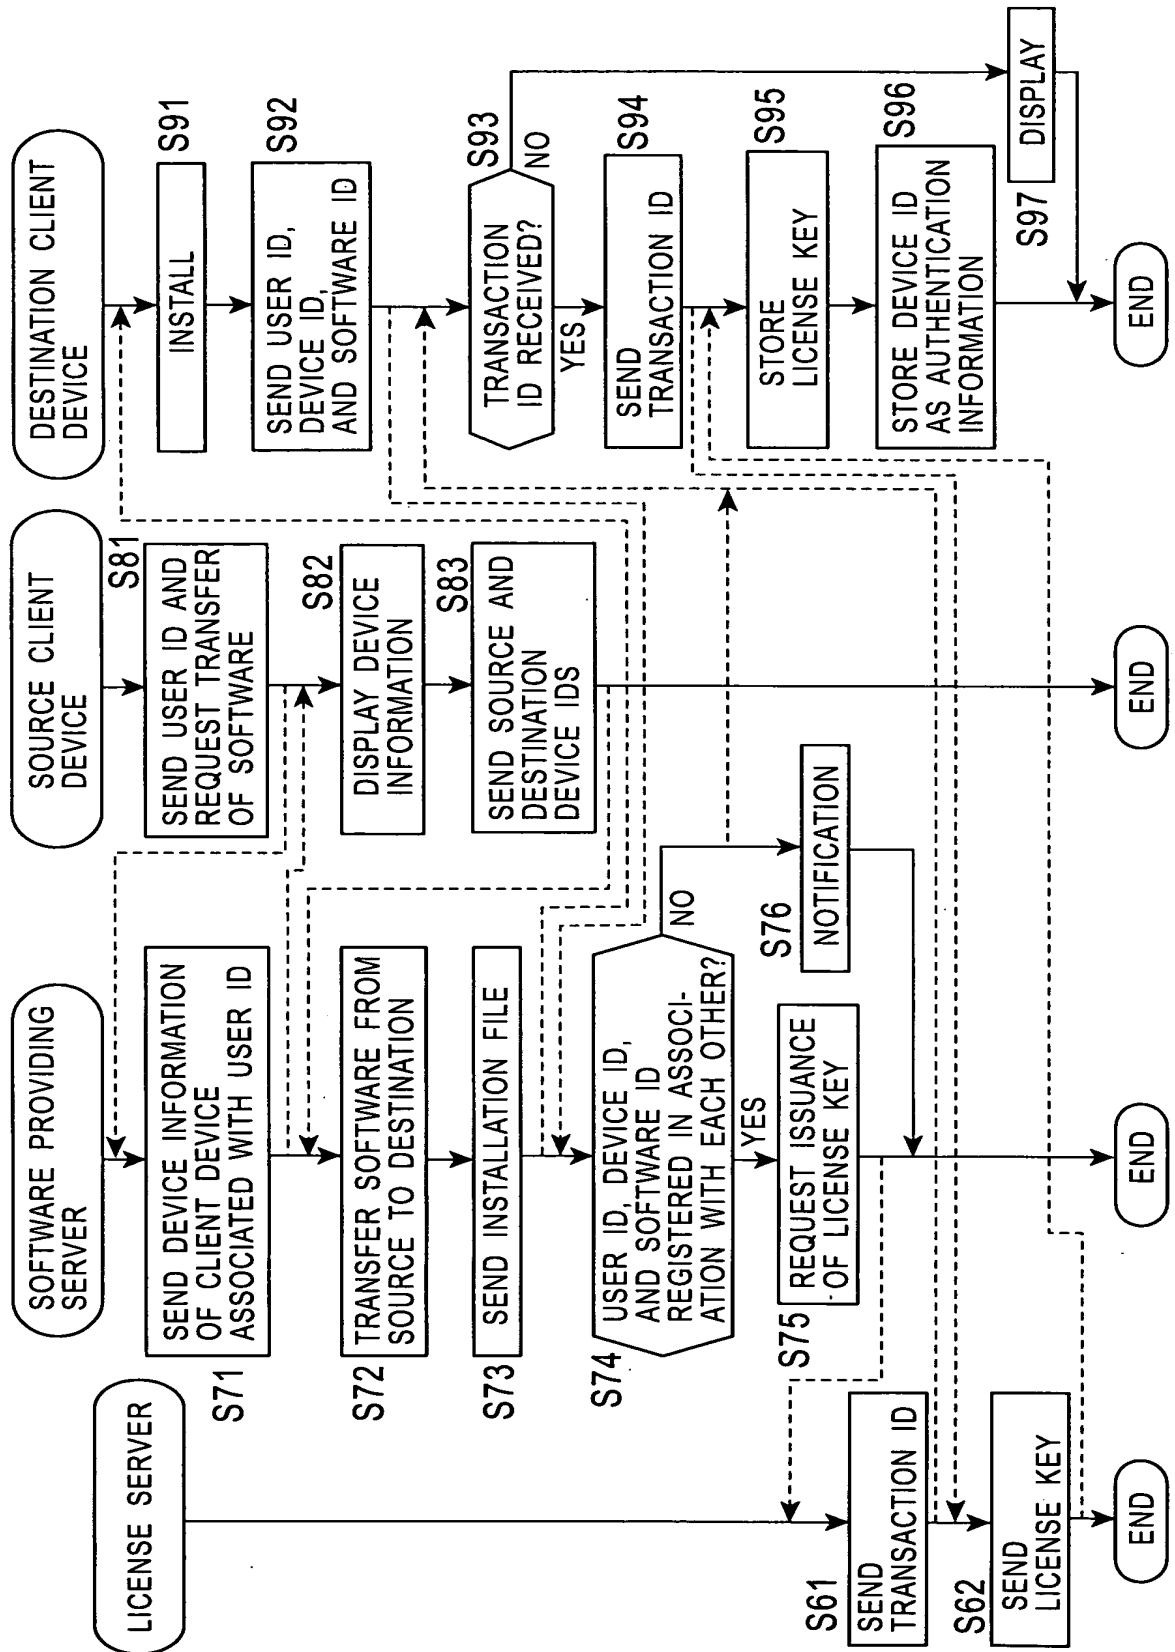 LICENSE SERVER
S61
SEND
TRANSACTION ID
S62
SEND
LICENSE KEY
END
SOFTWARE PROVIDING
SERVER
S71
SEND DEVICE INFORMATION
OF CLIENT DEVICE
ASSOCIATED WITH USER ID
S72
TRANSFER SOFTWARE FROM
SOURCE TO DESTINATION
S73
SEND INSTALLATION FILE
S74
USER ID, DEVICE ID,
AND SOFTWARE ID
REGISTERED IN ASSOCI-
ATION WITH EACH OTHER?
NO
YES
S75
REQUEST ISSUANCE
OF LICENSE KEY
S76
NOTIFICATION
END
SOURCE CLIENT
DEVICE
S81
SEND USER ID AND
REQUEST TRANSFER
OF SOFTWARE
S82
DISPLAY DEVICE
INFORMATION
S83
SEND SOURCE AND
DESTINATION
DEVICE IDS
END
DESTINATION CLIENT
DEVICE
S91
INSTALL
S92
SEND USER ID,
DEVICE ID,
AND SOFTWARE ID
S93
TRANSACTION
ID RECEIVED?
NO
YES
S94
SEND
TRANSACTION ID
S95
STORE
LICENSE KEY
S96
STORE DEVICE ID
AS AUTHENTICATION
INFORMATION
S97
DISPLAY
END